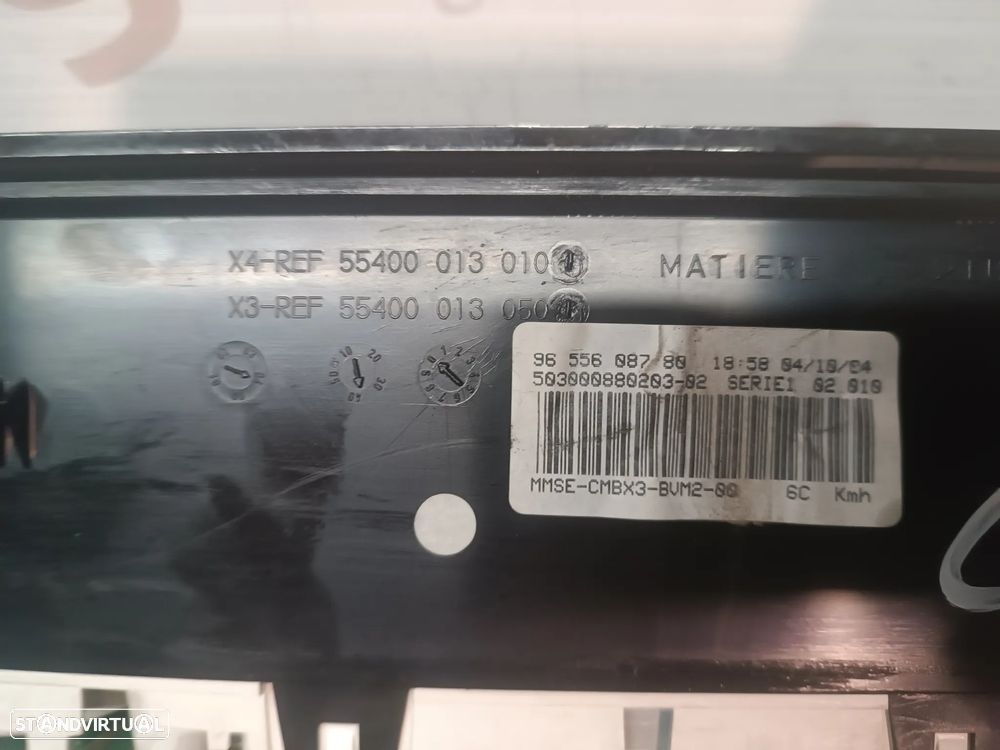 X4-REF 55400 013 010
MATIERE
X3-REF 55400 013 050
96 556 087 80 18:58 04/10/04
503000880203-02 SERIE1 02.010
MMSE-CMBX3-BVM2-00 6C Kmh
STANDVIRTUAL